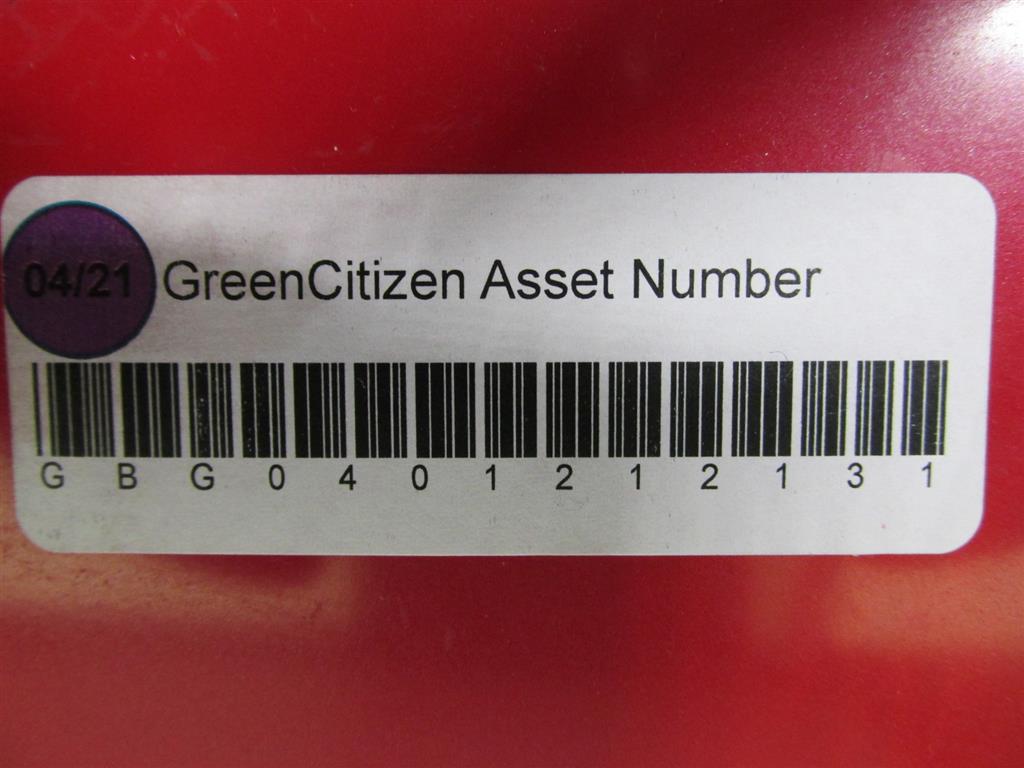 04/21 GreenCitizen Asset Number
G B G 0 4 0 1 2 1 2 1 3 1